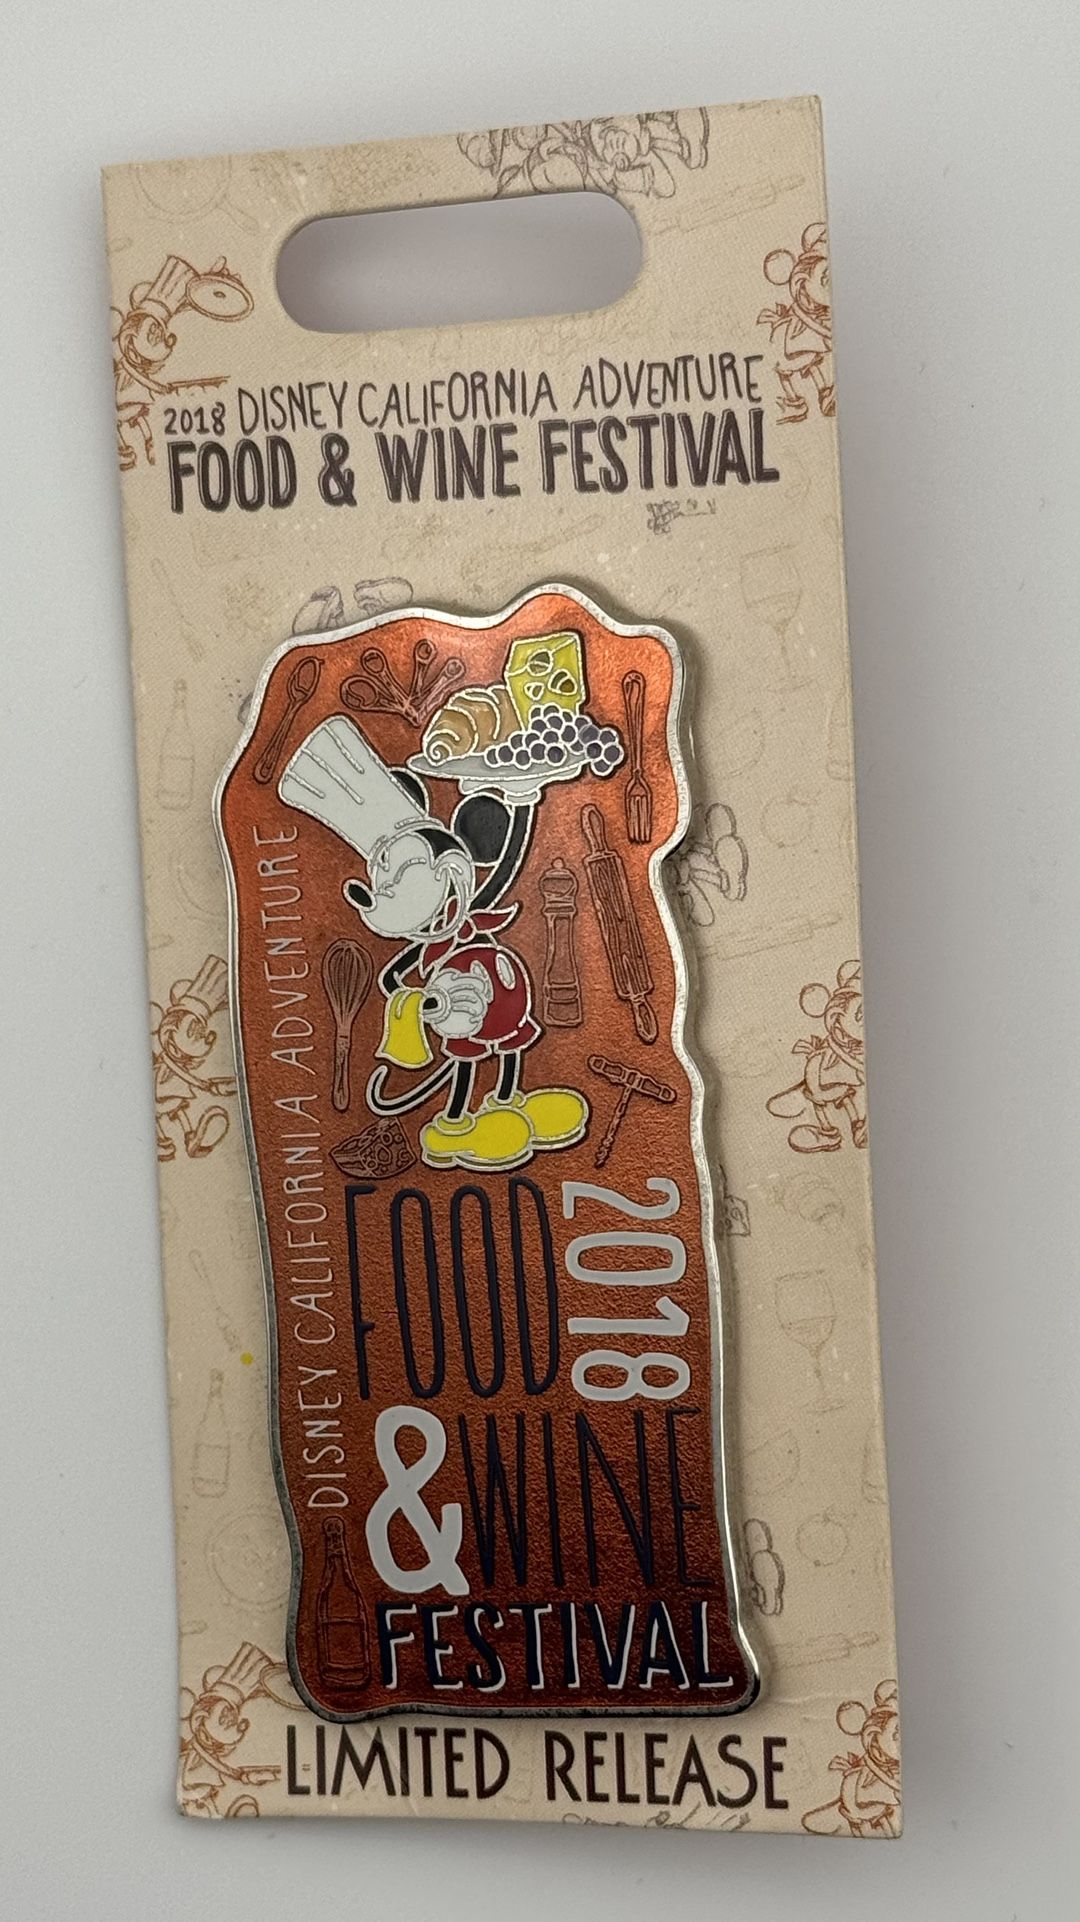 2018 DISNEY CALIFORNIA ADVENTURE
FOOD & WINE FESTIVAL
DISNEY CALIFORNIA ADVENTURE
FOOD
2018
& WINE
FESTIVAL
LIMITED RELEASE